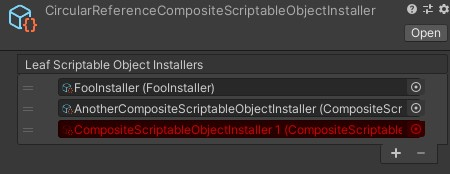 CircularReferenceCompositeScriptableObjectInstaller
Open
Leaf Scriptable Object Installers
FooInstaller (FooInstaller)
AnotherCompositeScriptableObjectInstaller (CompositeScr
CompositeScriptableObjectInstaller 1 (CompositeScriptable